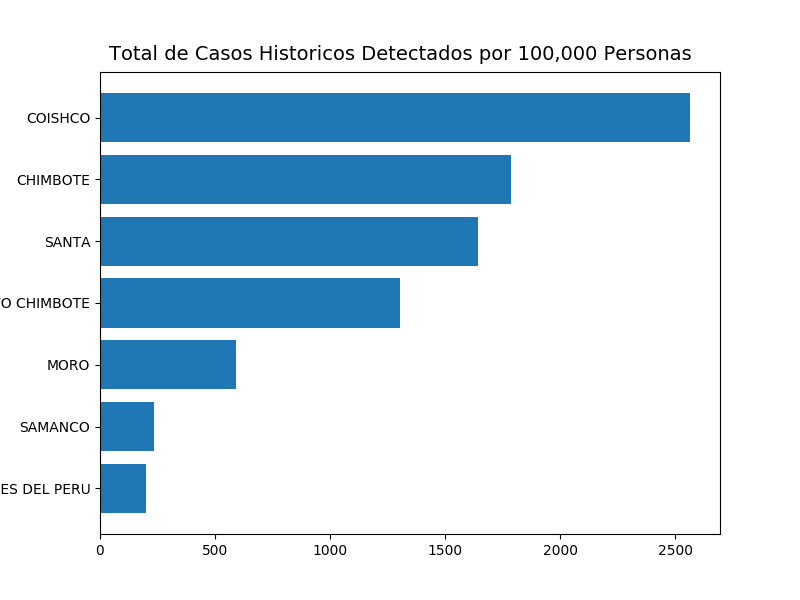 Total de Casos Historicos Detectados por 100,000 Personas
COISHCO
CHIMBOTE
SANTA
O CHIMBOTE
MORO
SAMANCO
ES DEL PERU
0 500 1000 1500 2000 2500